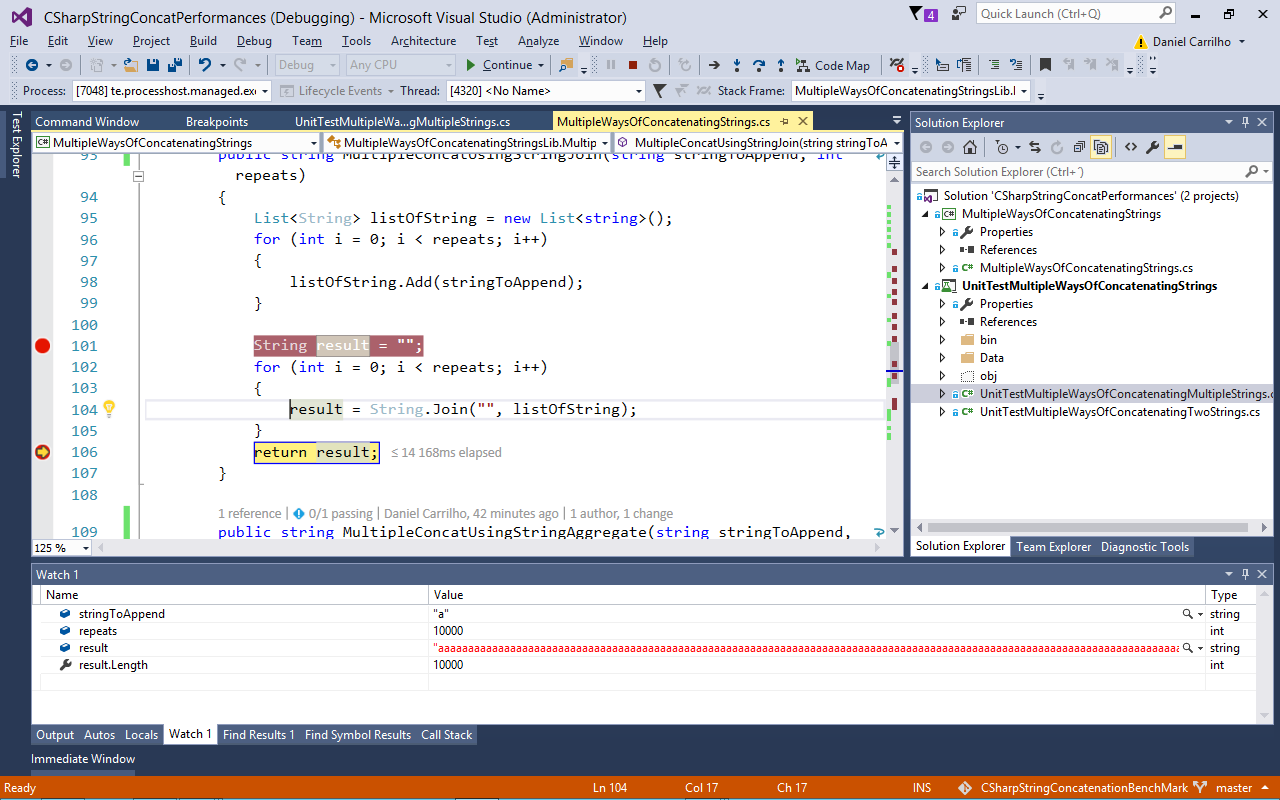 CSharpStringConcatPerformances (Debugging) - Microsoft Visual Studio (Administrator)
4
Quick Launch (Ctrl+Q)
File Edit View Project Build Debug Team Tools Architecture Test Analyze Window Help
Daniel Carrilho
Debug Any CPU Continue Code Map
Process: [7048] te.processhost.managed.exe Lifecycle Events Thread: [4320] <No Name> Stack Frame: MultipleWaysOfConcatenatingStringsLib.
Test Explorer
Command Window Breakpoints UnitTestMultipleWa...gMultipleStrings.cs MultipleWaysOfConcatenatingStrings.cs
MultipleWaysOfConcatenatingStrings MultipleWaysOfConcatenatingStringsLib.Multip MultipleConcatUsingStringJoin(string stringToA
93 public string MultipleConcatUsingStringJoin(string stringToAppend, int
repeats)
94 {
95 List<String> listOfString = new List<string>();
96 for (int i = 0; i < repeats; i++)
97 {
98 listOfString.Add(stringToAppend);
99 }
100
101 String result = "";
102 for (int i = 0; i < repeats; i++)
103 {
104 result = String.Join("", listOfString);
105 }
106 return result; ≤ 14 168ms elapsed
107 }
108
1 reference | 0/1 passing | Daniel Carrilho, 42 minutes ago | 1 author, 1 change
109 public string MultipleConcatUsingStringAggregate(string stringToAppend,
125 %
Solution Explorer
Search Solution Explorer (Ctrl+´)
Solution 'CSharpStringConcatPerformances' (2 projects)
C# MultipleWaysOfConcatenatingStrings
Properties
References
C# MultipleWaysOfConcatenatingStrings.cs
UnitTestMultipleWaysOfConcatenatingStrings
Properties
References
bin
Data
obj
C# UnitTestMultipleWaysOfConcatenatingMultipleStrings.c
C# UnitTestMultipleWaysOfConcatenatingTwoStrings.cs
Solution Explorer Team Explorer Diagnostic Tools
Watch 1
Name Value Type
stringToAppend "a" string
repeats 10000 int
result string
result.Length 10000 int
Output Autos Locals Watch 1 Find Results 1 Find Symbol Results Call Stack
Immediate Window
Ready Ln 104 Col 17 Ch 17 INS CSharpStringConcatenationBenchMark master